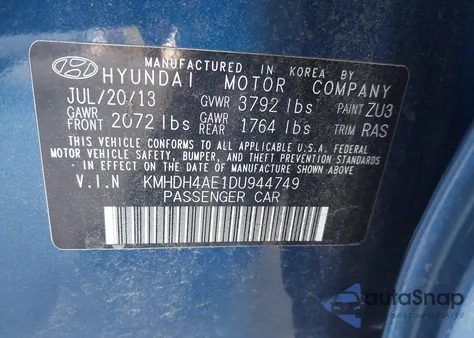 MANUFACTURED IN KOREA BY
HYUNDAI MOTOR COMPANY
JUL/20/13 GVWR 3792 lbs PAINT ZU3
GAWR FRONT 2072 lbs GAWR REAR 1764 lbs TRIM RAS
THIS VEHICLE CONFORMS TO ALL APPLICABLE U.S.A. FEDERAL
MOTOR VEHICLE SAFETY, BUMPER, AND THEFT PREVENTION STANDARDS
IN EFFECT ON THE DATE OF MANUFACTURE SHOWN ABOVE.
V.I.N KMHDH4AE1DU944749
PASSENGER CAR
autoSnap